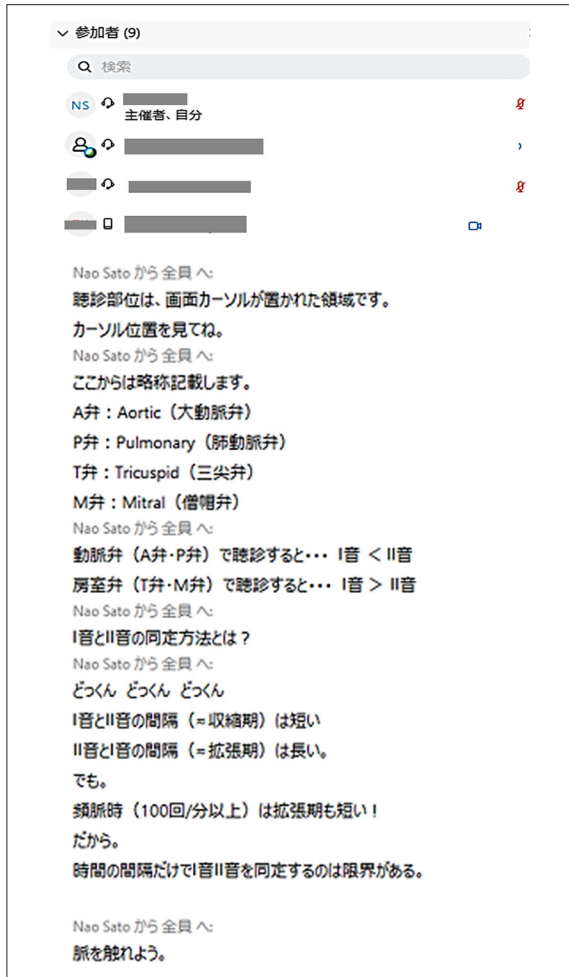 参加者 (9)
検索
NS
主催者、自分
Nao Sato から 全員 へ:
聴診部位は、画面カーソルが置かれた領域です。
カーソル位置を見てね。
Nao Sato から 全員 へ:
ここからは略称記載します。
A弁：Aortic（大動脈弁）
P弁：Pulmonary（肺動脈弁）
T弁：Tricuspid（三尖弁）
M弁：Mitral（僧帽弁）
Nao Sato から 全員 へ:
動脈弁（A弁･P弁）で聴診すると･･･ I音 ＜ II音
房室弁（T弁･M弁）で聴診すると･･･ I音 ＞ II音
Nao Sato から 全員 へ:
I音とII音の同定方法とは？
Nao Sato から 全員 へ:
どっくん どっくん どっくん
I音とII音の間隔（＝収縮期）は短い
II音とI音の間隔（＝拡張期）は長い。
でも。
頻脈時（100回/分以上）は拡張期も短い！
だから。
時間の間隔だけでI音II音を同定するのは限界がある。
Nao Sato から 全員 へ:
脈を触れよう。